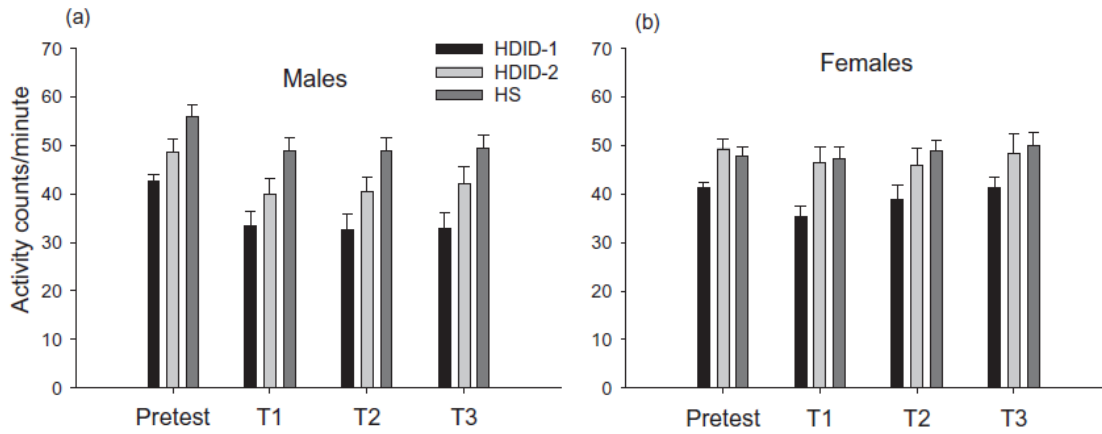 (a)
Activity counts/minute
70
60
50
40
30
20
10
0
Males
HDID-1
HDID-2
HS
Pretest T1 T2 T3
(b)
70
60
50
40
30
20
10
0
Females
Pretest T1 T2 T3